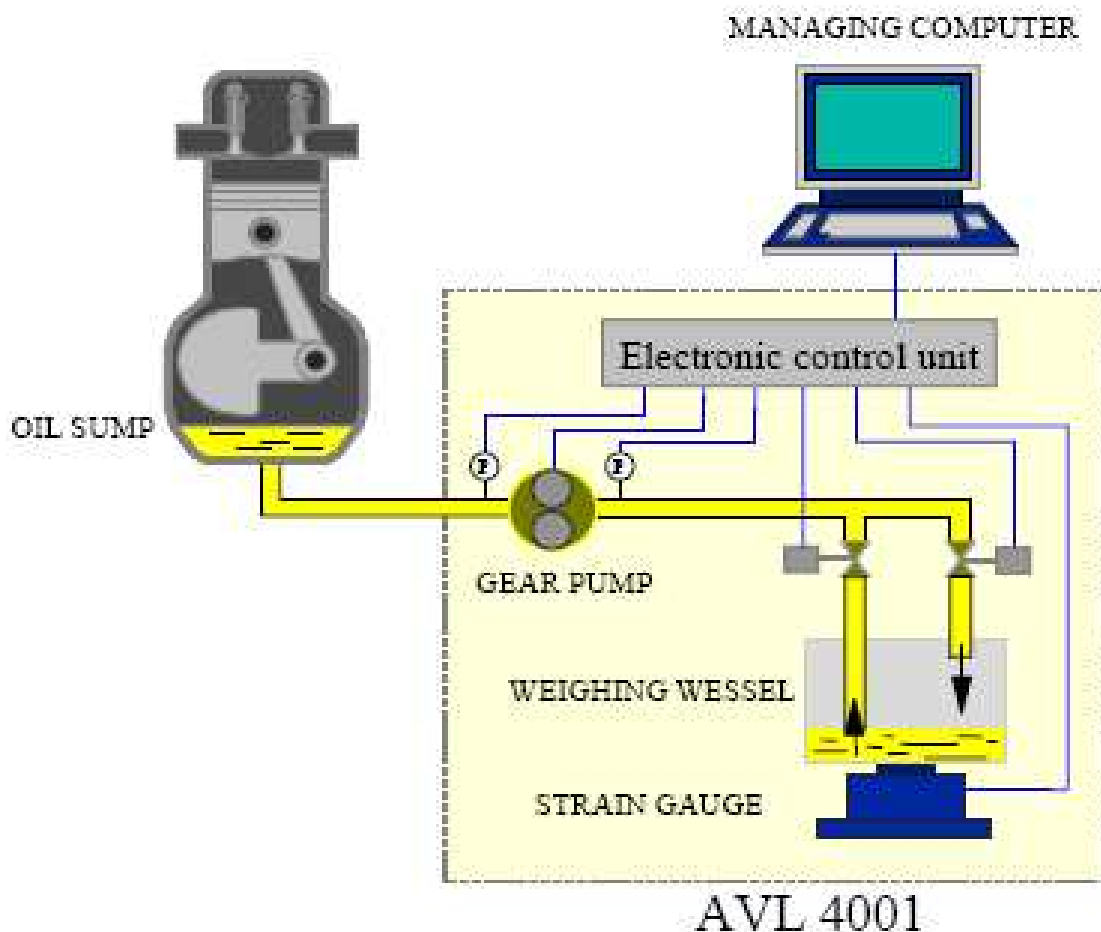 MANAGING COMPUTER
Electronic control unit
OIL SUMP
P
P
GEAR PUMP
WEIGHING WESSEL
STRAIN GAUGE
AVL 4001